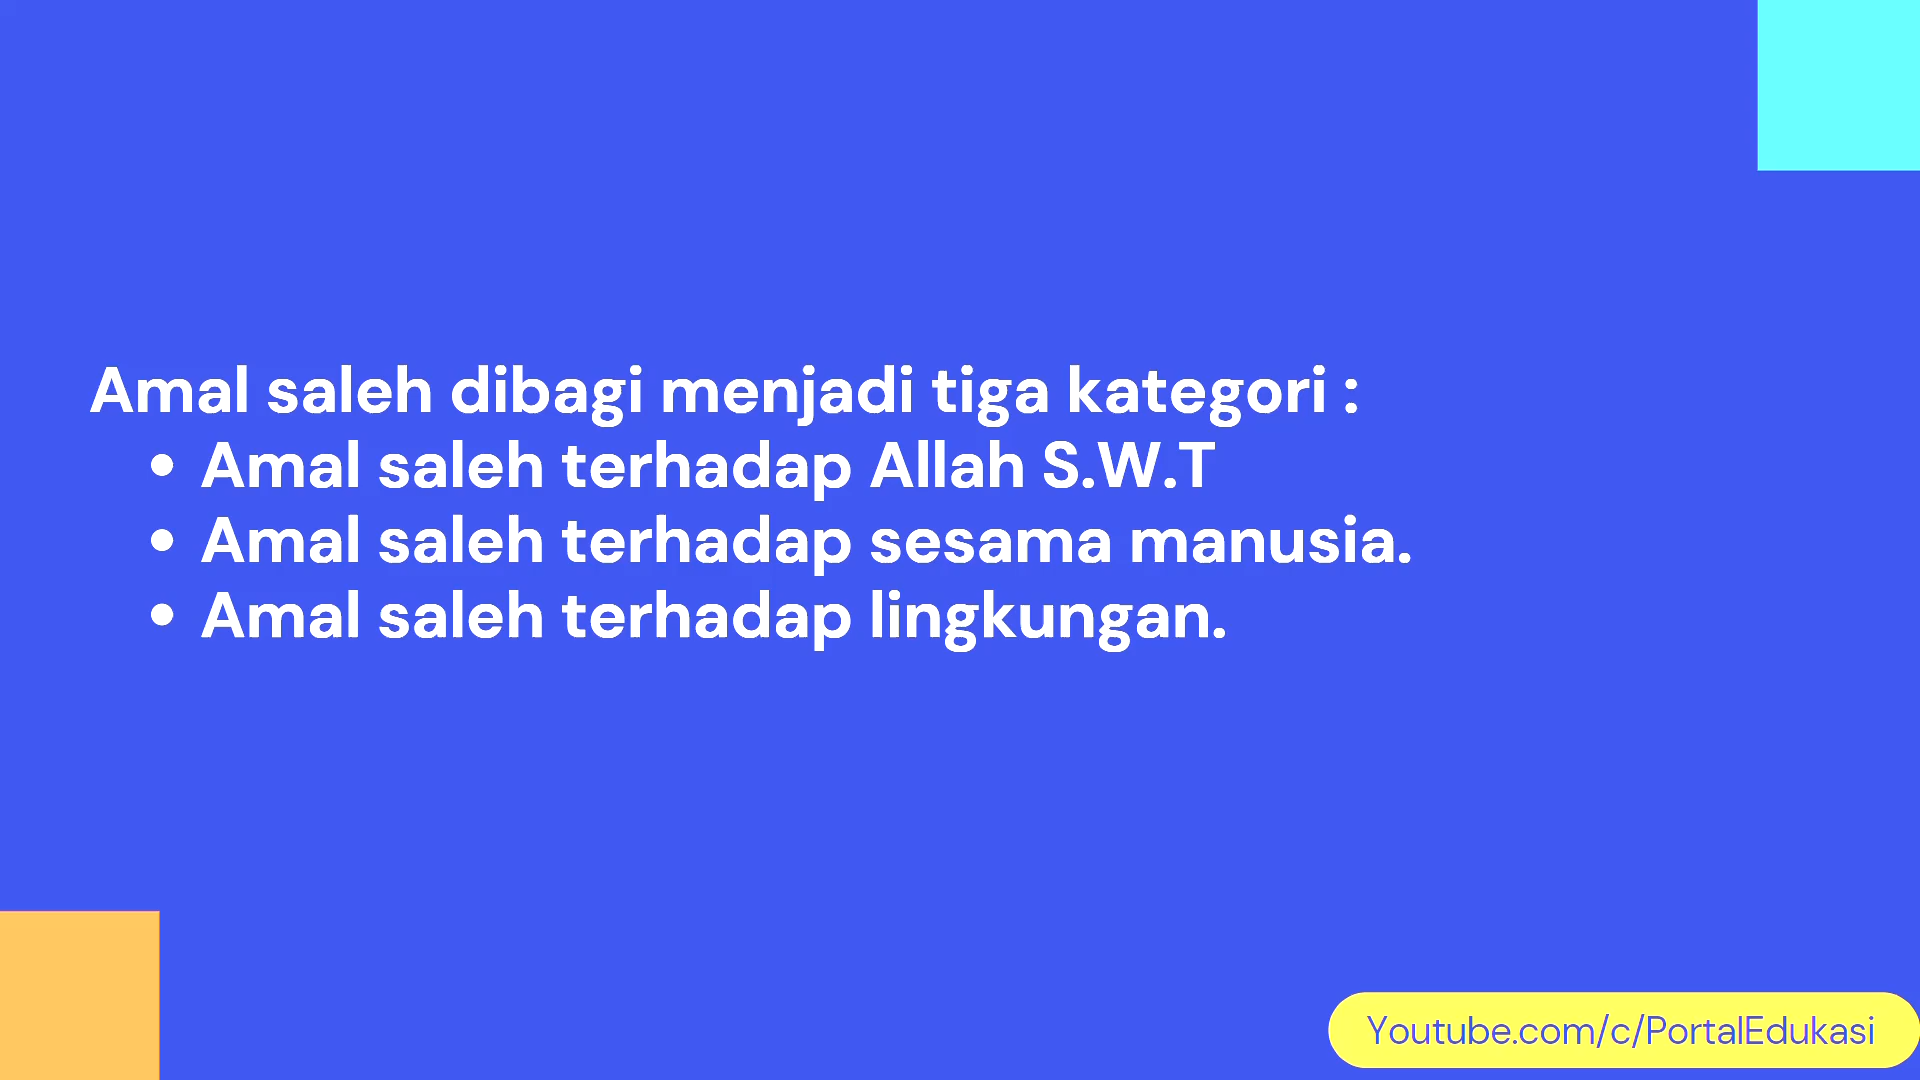 Amal saleh dibagi menjadi tiga kategori :
• Amal saleh terhadap Allah S.W.T
• Amal saleh terhadap sesama manusia.
• Amal saleh terhadap lingkungan.
Youtube.com/c/PortalEdukasi